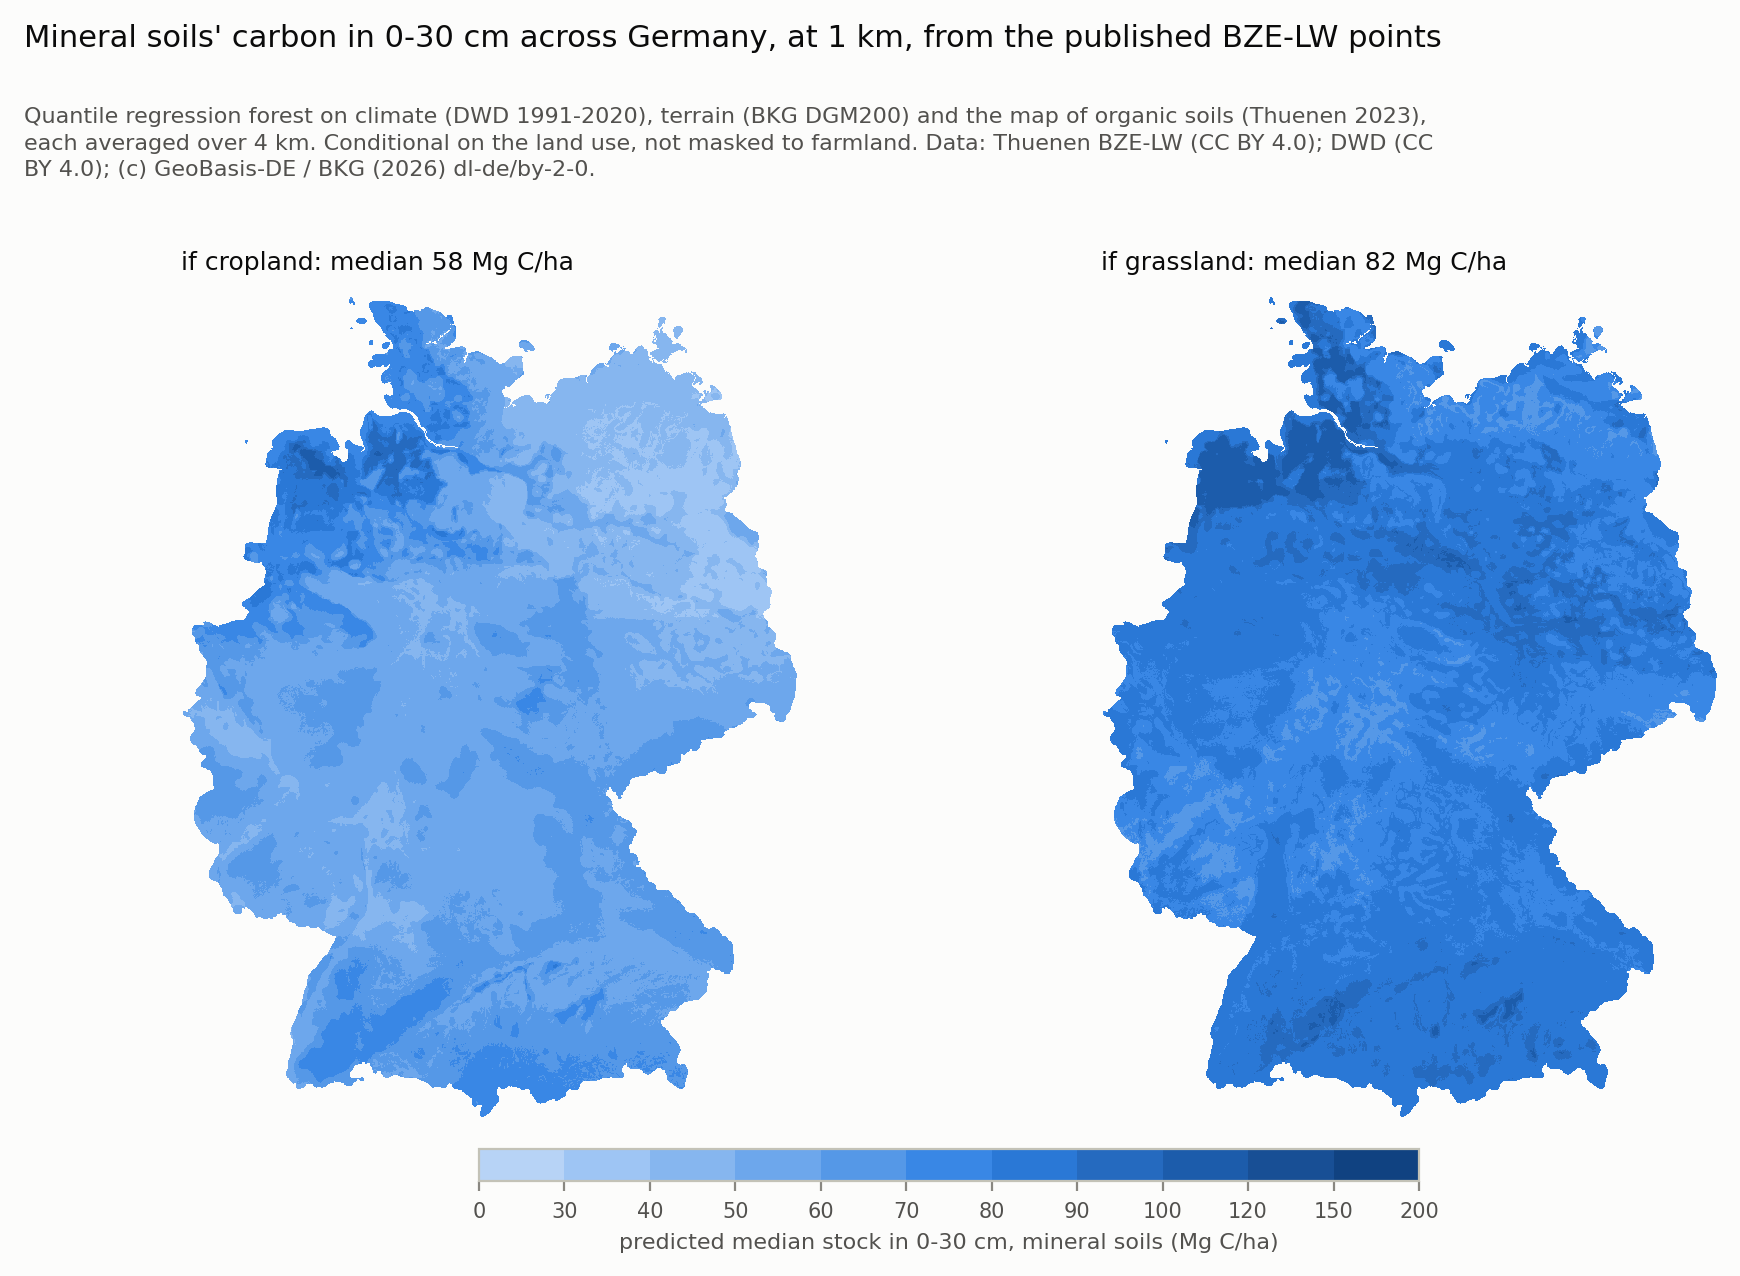 Mineral soils' carbon in 0-30 cm across Germany, at 1 km, from the published BZE-LW points
Quantile regression forest on climate (DWD 1991-2020), terrain (BKG DGM200) and the map of organic soils (Thuenen 2023),
each averaged over 4 km. Conditional on the land use, not masked to farmland. Data: Thuenen BZE-LW (CC BY 4.0); DWD (CC
BY 4.0); (c) GeoBasis-DE / BKG (2026) dl-de/by-2-0.
if cropland: median 58 Mg C/ha
if grassland: median 82 Mg C/ha
0 30 40 50 60 70 80 90 100 120 150 200
predicted median stock in 0-30 cm, mineral soils (Mg C/ha)